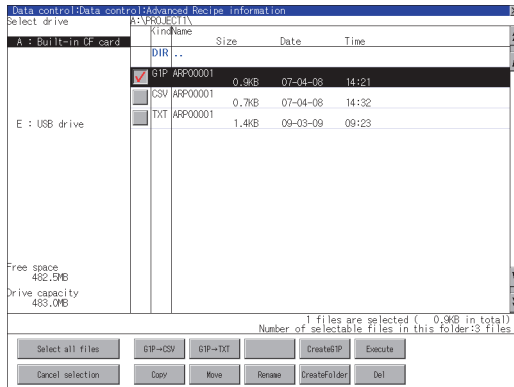 Data control:Data control:Advanced Recipe information
Select drive
A:\PROJECT1\
Kind Name
Size Date Time
A : Built-in CF card
DIR ..
G1P ARP00001
0.9KB 07-04-08 14:21
CSV ARP00001
0.7KB 07-04-08 14:32
TXT ARP00001
1.4KB 09-03-09 09:23
E : USB drive
Free space
482.5MB
Drive capacity
483.0MB
1 files are selected ( 0.9KB in total)
Number of selectable files in this folder:3 files
Select all files G1P→CSV G1P→TXT CreateG1P Execute
Cancel selection Copy Move Rename CreateFolder Del